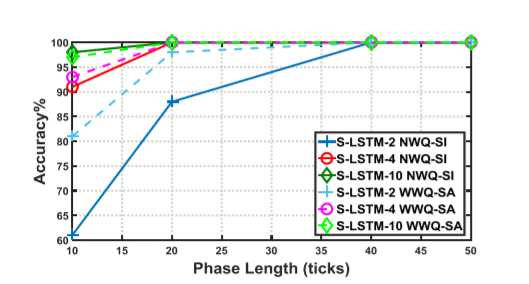 100
95
90
85
80
75
70
65
60
Accuracy%
10
15
20
25
30
35
40
45
50
Phase Length (ticks)
S-LSTM-2 NWQ-SI
S-LSTM-4 NWQ-SI
S-LSTM-10 NWQ-SI
S-LSTM-2 WWQ-SA
S-LSTM-4 WWQ-SA
S-LSTM-10 WWQ-SA